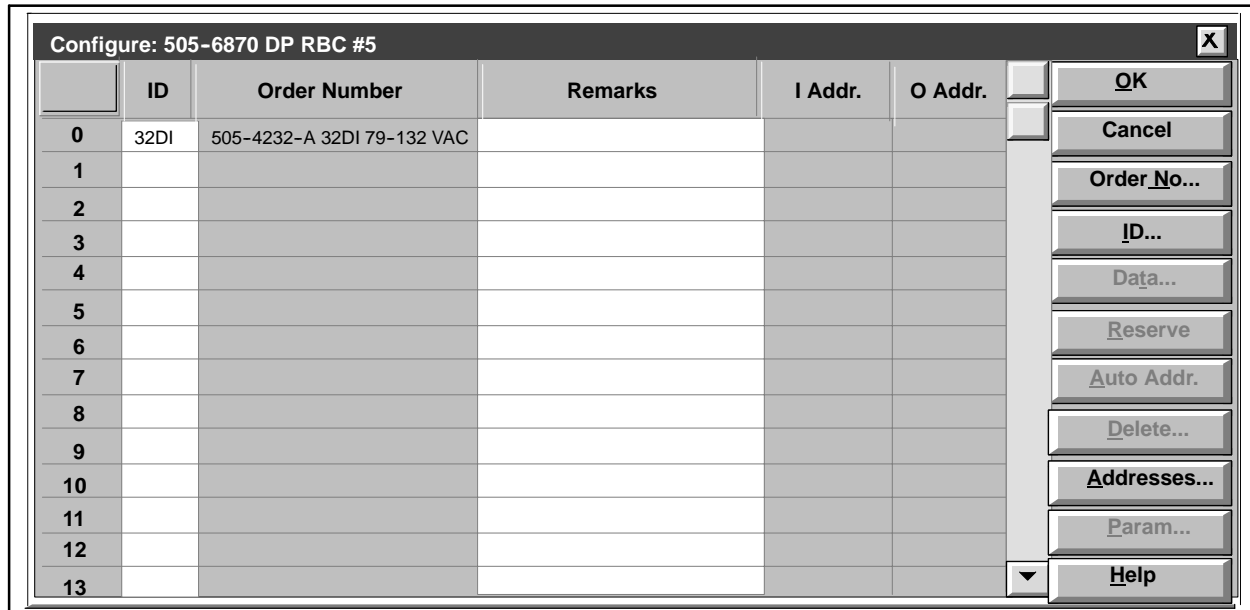 Configure: 505-6870 DP RBC #5 X
ID Order Number Remarks I Addr. O Addr.
0 32DI 505-4232-A 32DI 79-132 VAC
1
2
3
4
5
6
7
8
9
10
11
12
13
OK
Cancel
Order No...
ID...
Data...
Reserve
Auto Addr.
Delete...
Addresses...
Param...
Help